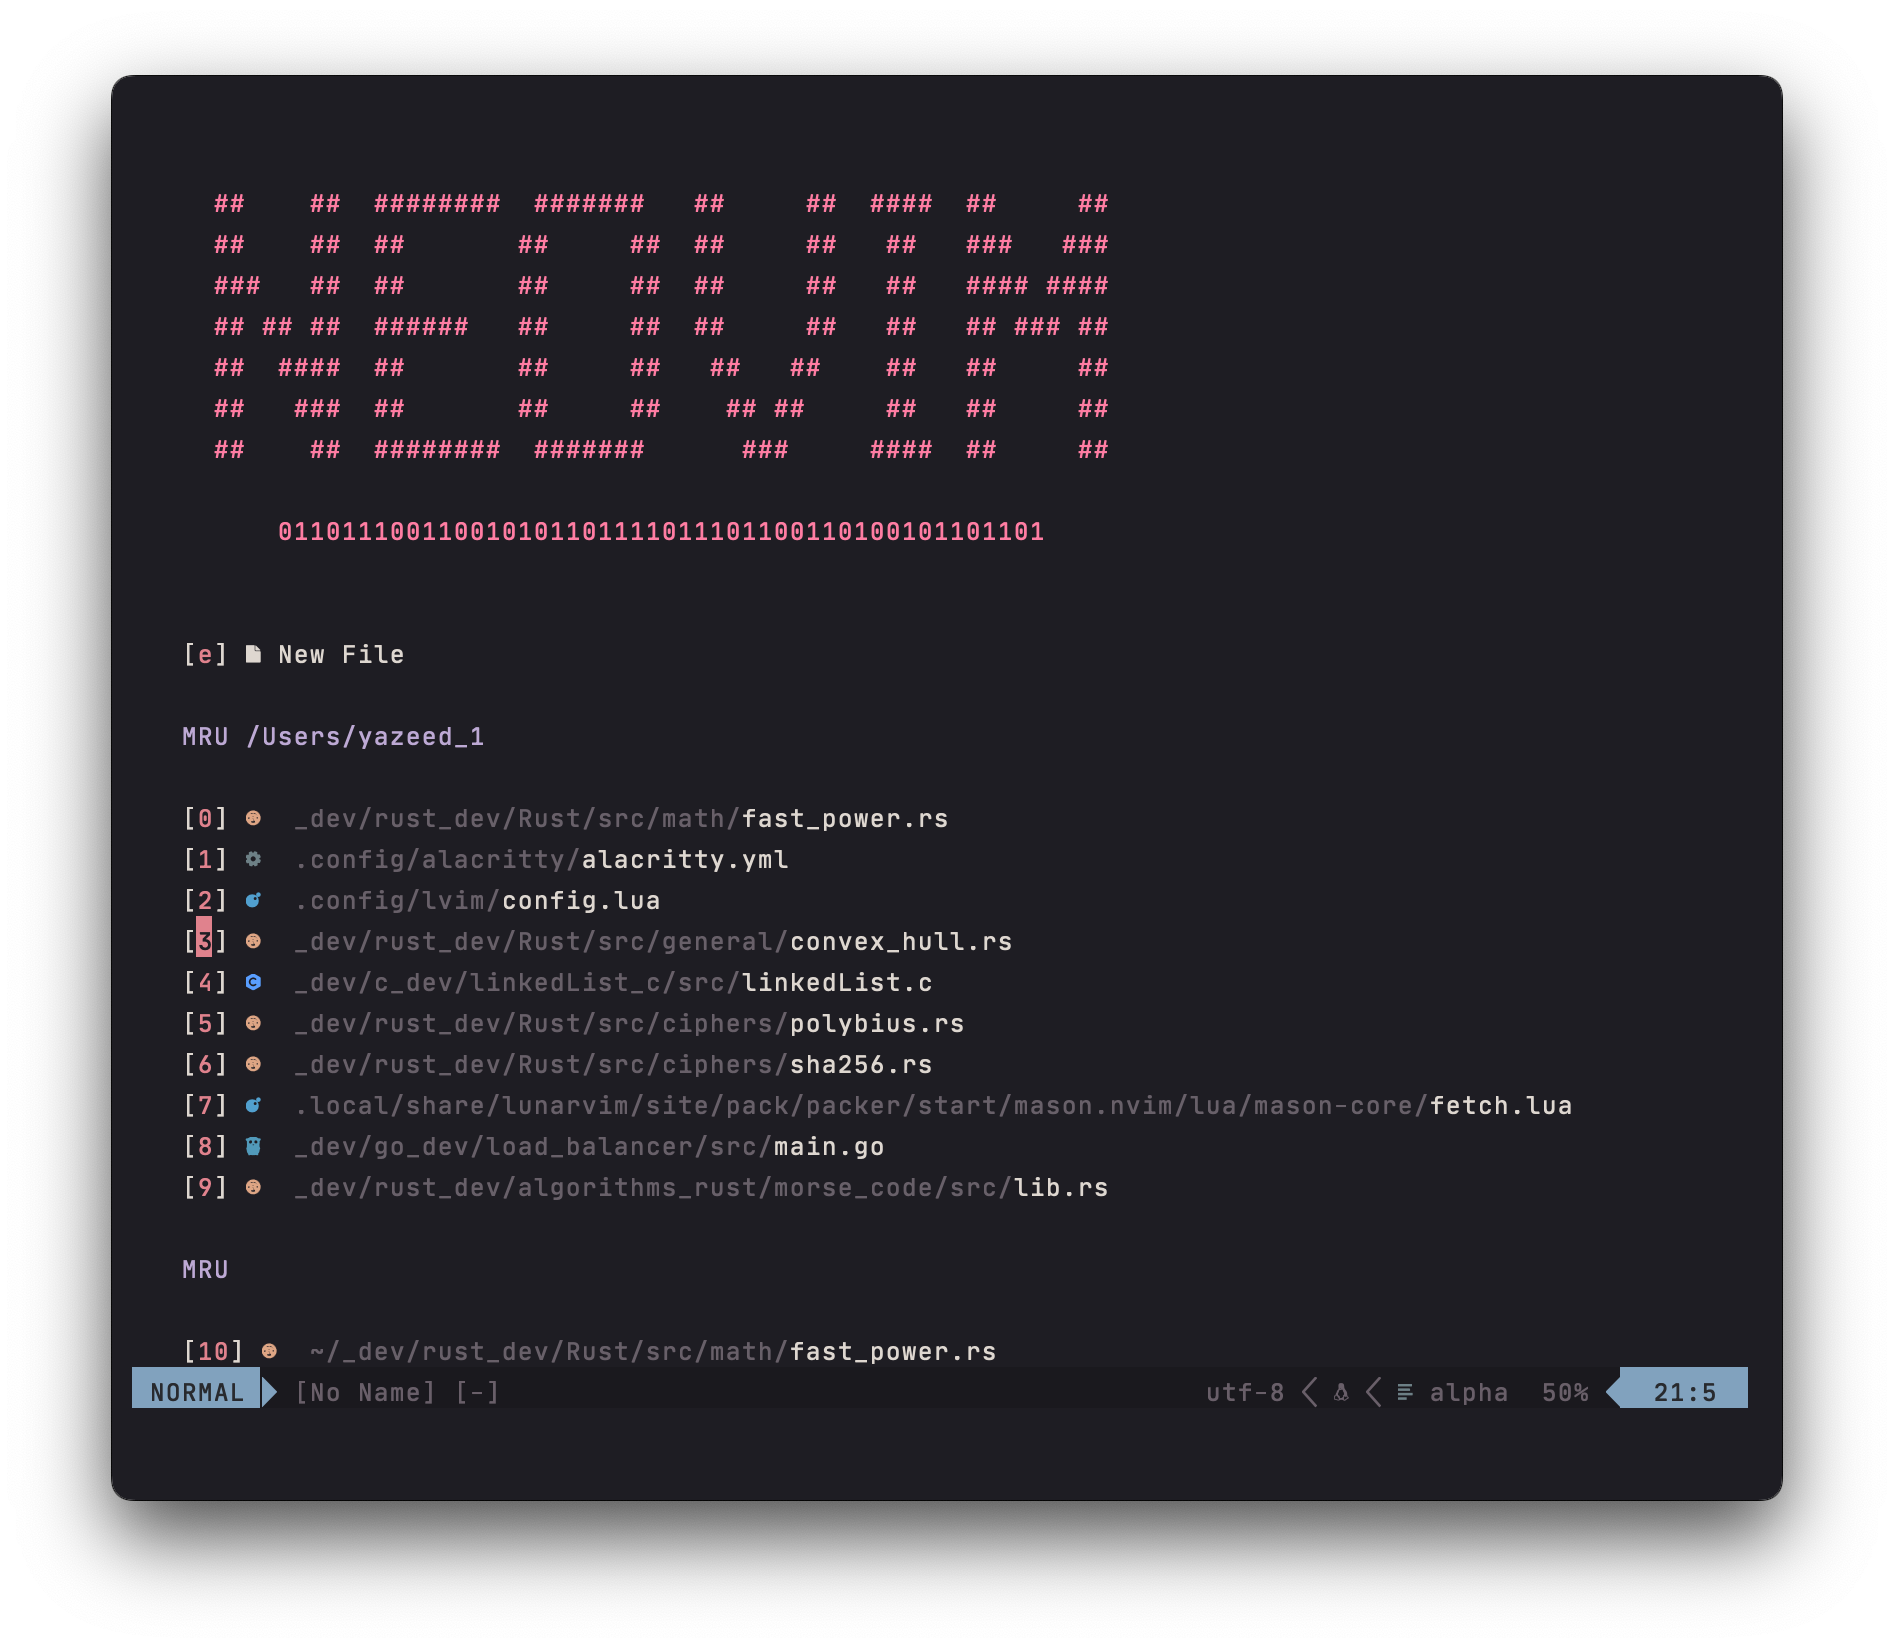 ##    ##  ########  #######   ##     ##  ####  ##     ##
##    ##  ##       ##     ##  ##     ##   ##   ###   ###
###   ##  ##       ##     ##  ##     ##   ##   #### ####
## ## ##  ######   ##     ##  ##     ##   ##   ## ### ##
##  ####  ##       ##     ##   ##   ##    ##   ##     ##
##   ###  ##       ##     ##    ## ##     ##   ##     ##
##    ##  ########  #######      ###     ####  ##     ##
011011100110010101101111011101100110100101101101
[e] New File
MRU /Users/yazeed_1
[0] _dev/rust_dev/Rust/src/math/fast_power.rs
[1] .config/alacritty/alacritty.yml
[2] .config/lvim/config.lua
[3] _dev/rust_dev/Rust/src/general/convex_hull.rs
[4] _dev/c_dev/linkedList_c/src/linkedList.c
[5] _dev/rust_dev/Rust/src/ciphers/polybius.rs
[6] _dev/rust_dev/Rust/src/ciphers/sha256.rs
[7] .local/share/lunarvim/site/pack/packer/start/mason.nvim/lua/mason-core/fetch.lua
[8] _dev/go_dev/load_balancer/src/main.go
[9] _dev/rust_dev/algorithms_rust/morse_code/src/lib.rs
MRU
[10] ~/_dev/rust_dev/Rust/src/math/fast_power.rs
NORMAL [No Name] [-] utf-8 alpha 50% 21:5